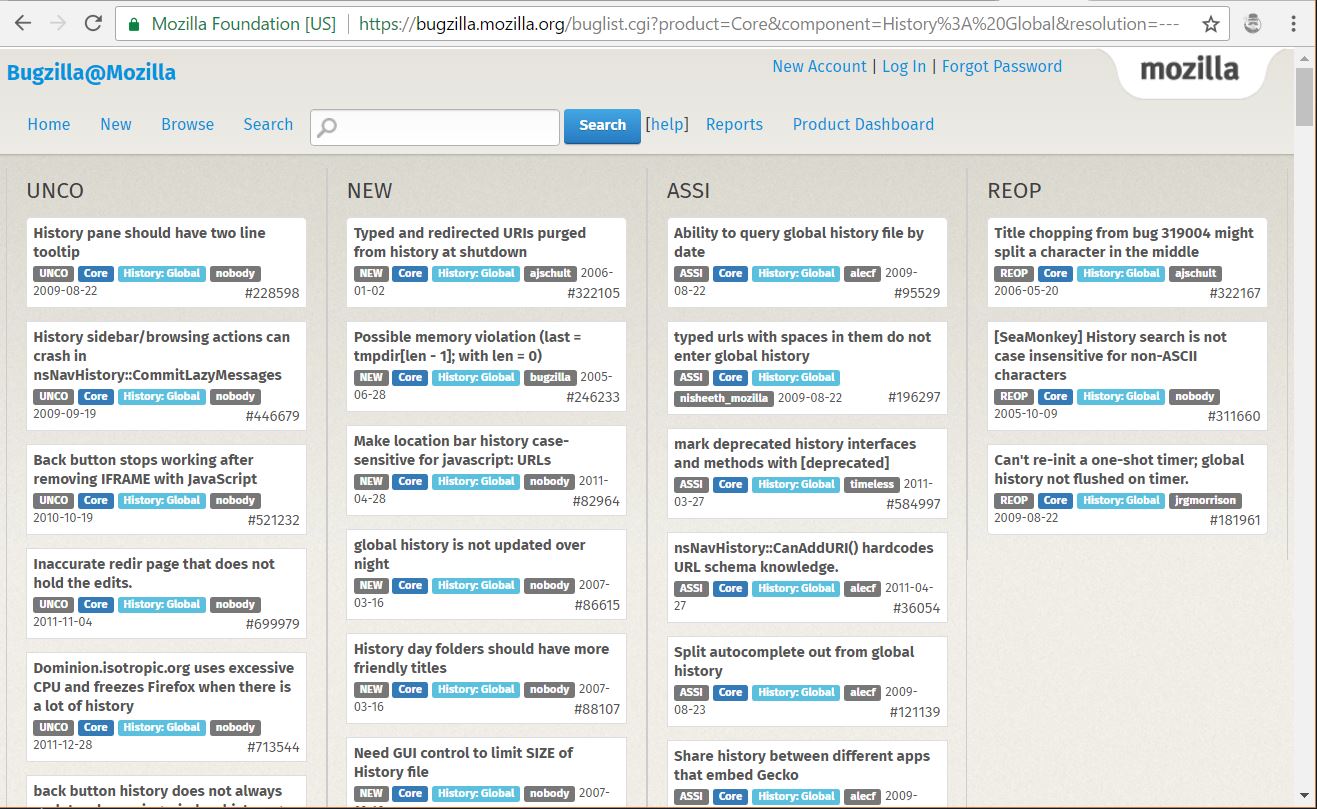 Mozilla Foundation [US]
https://bugzilla.mozilla.org/buglist.cgi?product=Core&component=History%3A%20Global&resolution=---
Bugzilla@Mozilla
New Account | Log In | Forgot Password
mozilla
Home New Browse Search Search [help] Reports Product Dashboard
UNCO
History pane should have two line
tooltip
UNCO Core History: Global nobody
2009-08-22 #228598
History sidebar/browsing actions can
crash in
nsNavHistory::CommitLazyMessages
UNCO Core History: Global nobody
2009-09-19 #446679
Back button stops working after
removing IFRAME with JavaScript
UNCO Core History: Global nobody
2010-10-19 #521232
Inaccurate redir page that does not
hold the edits.
UNCO Core History: Global nobody
2011-11-04 #699979
Dominion.isotropic.org uses excessive
CPU and freezes Firefox when there is
a lot of history
UNCO Core History: Global nobody
2011-12-28 #713544
back button history does not always
NEW
Typed and redirected URIs purged
from history at shutdown
NEW Core History: Global ajschult 2006-
01-02 #322105
Possible memory violation (last =
tmpdir[len - 1]; with len = 0)
NEW Core History: Global bugzilla 2005-
06-28 #246233
Make location bar history case-
sensitive for javascript: URLs
NEW Core History: Global nobody 2011-
04-28 #82964
global history is not updated over
night
NEW Core History: Global nobody 2007-
03-16 #86615
History day folders should have more
friendly titles
NEW Core History: Global nobody 2007-
03-16 #88107
Need GUI control to limit SIZE of
History file
NEW Core History: Global nobody 2007-
ASSI
Ability to query global history file by
date
ASSI Core History: Global alecf 2009-
08-22 #95529
typed urls with spaces in them do not
enter global history
ASSI Core History: Global
nisheeth_mozilla 2009-08-22 #196297
mark deprecated history interfaces
and methods with [deprecated]
ASSI Core History: Global timeless 2011-
03-27 #584997
nsNavHistory::CanAddURI() hardcodes
URL schema knowledge.
ASSI Core History: Global alecf 2011-04-
27 #36054
Split autocomplete out from global
history
ASSI Core History: Global alecf 2009-
08-23 #121139
Share history between different apps
that embed Gecko
ASSI Core History: Global alecf 2009-
REOP
Title chopping from bug 319004 might
split a character in the middle
REOP Core History: Global ajschult
2006-05-20 #322167
[SeaMonkey] History search is not
case insensitive for non-ASCII
characters
REOP Core History: Global nobody
2005-10-09 #311660
Can't re-init a one-shot timer; global
history not flushed on timer.
REOP Core History: Global jrgmorrison
2009-08-22 #181961